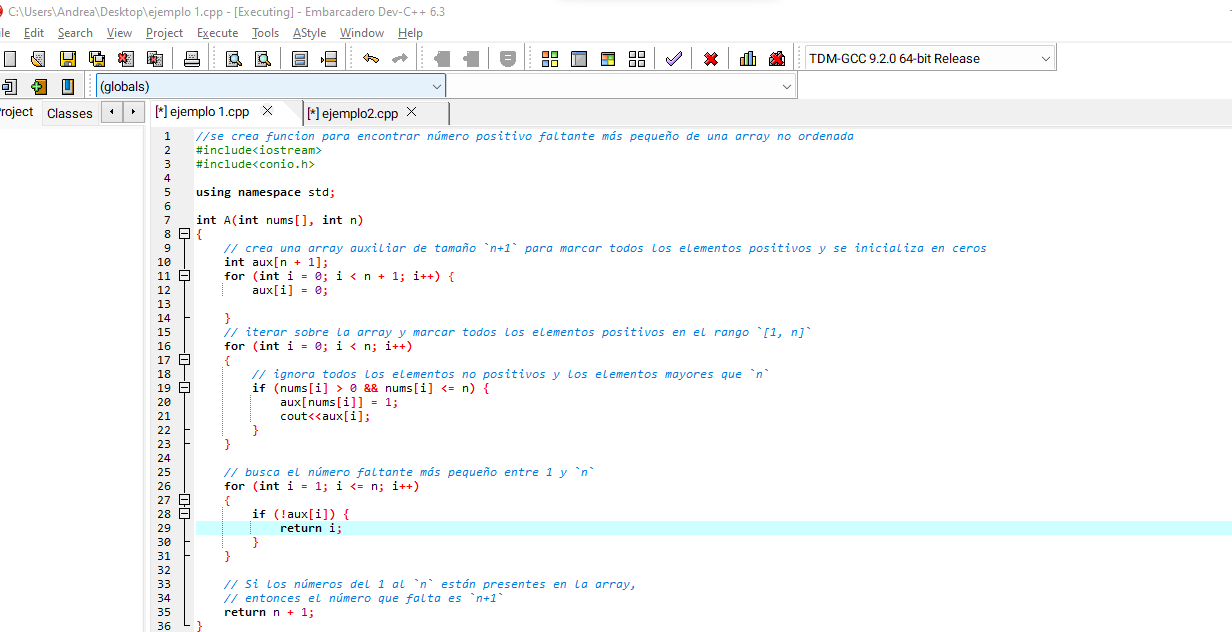 C:\Users\Andrea\Desktop\ejemplo 1.cpp - [Executing] - Embarcadero Dev-C++ 6.3
Edit Search View Project Execute Tools AStyle Window Help
TDM-GCC 9.2.0 64-bit Release
(globals)
roject Classes [*] ejemplo 1.cpp [*] ejemplo2.cpp
1 //se crea funcion para encontrar número positivo faltante más pequeño de una array no ordenada
2 #include<iostream>
3 #include<conio.h>
4
5 using namespace std;
6
7 int A(int nums[], int n)
8 {
9 // crea una array auxiliar de tamaño `n+1` para marcar todos los elementos positivos y se inicializa en ceros
10 int aux[n + 1];
11 for (int i = 0; i < n + 1; i++) {
12 aux[i] = 0;
13
14 }
15 // iterar sobre la array y marcar todos los elementos positivos en el rango `[1, n]`
16 for (int i = 0; i < n; i++)
17 {
18 // ignora todos los elementos no positivos y los elementos mayores que `n`
19 if (nums[i] > 0 && nums[i] <= n) {
20 aux[nums[i]] = 1;
21 cout<<aux[i];
22 }
23 }
24
25 // busca el número faltante más pequeño entre 1 y `n`
26 for (int i = 1; i <= n; i++)
27 {
28 if (!aux[i]) {
29 return i;
30 }
31 }
32
33 // Si los números del 1 al `n` están presentes en la array,
34 // entonces el número que falta es `n+1`
35 return n + 1;
36 }